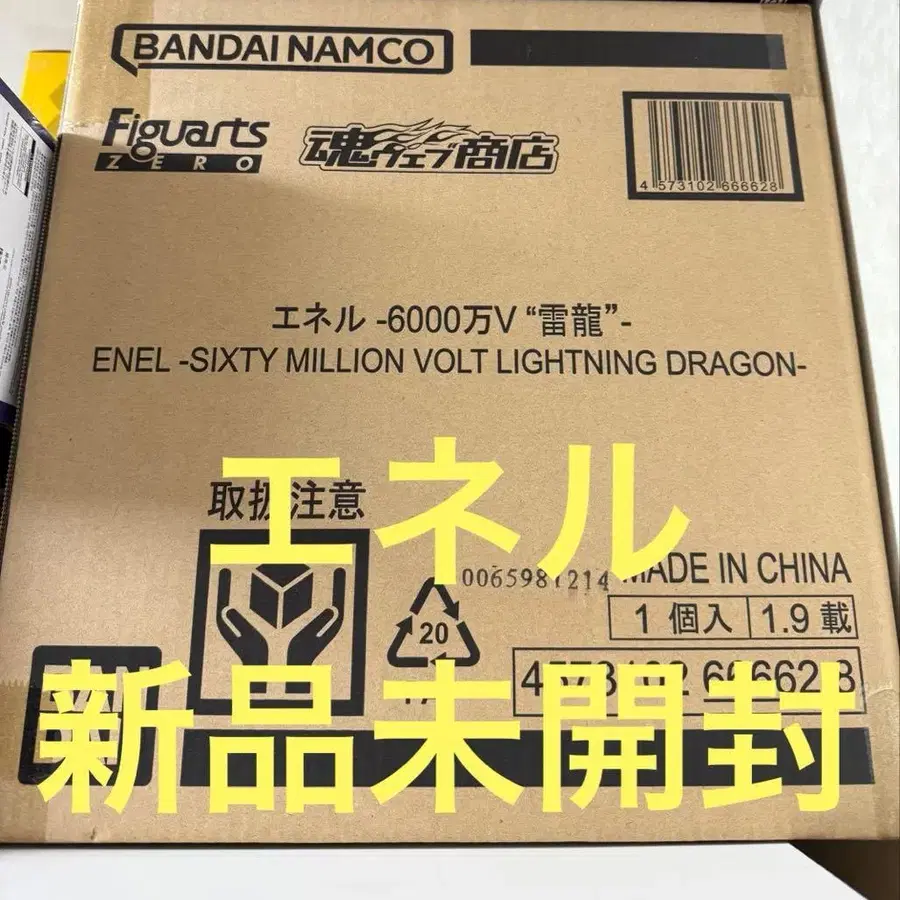 BANDAI NAMCO
Figuarts
ZERO
魂ウェブ商店
4 573102 666628
エネル -6000万V “雷龍”-
ENEL -SIXTY MILLION VOLT LIGHTNING DRAGON-
エネル
取扱注意
0065981214
MADE IN CHINA
1 個入
1.9 載
20
4573102 666628
新品未開封